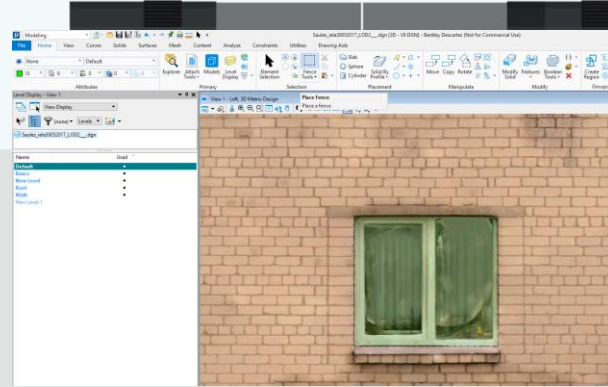 Modeling
Saules_iela30052017_LOD2__.dgn [3D - V8 DGN] - Bentley Descartes (Not for Commercial Use)
File Home View Curves Solids Surfaces Mesh Content Analyze Constraints Utilities Drawing Aids
None Default
Explorer Attach Tools Models Level Display Element Selection Fence Tools Slab Sphere Cylinder Solid By Profile Move Copy Rotate Modify Solid Features Boolean Tools Create Region
Attributes Primary Selection Placement Manipulate Modify Groups
Level Display - View 1
View 1 - Left, 3D Metric Design
Place Fence
Place a fence
View Display
(none) Levels
Saules_iela30052017_LOD2__.dgn
Name Used
Default
Basics
New Level
Roof
Walls
New Level-1